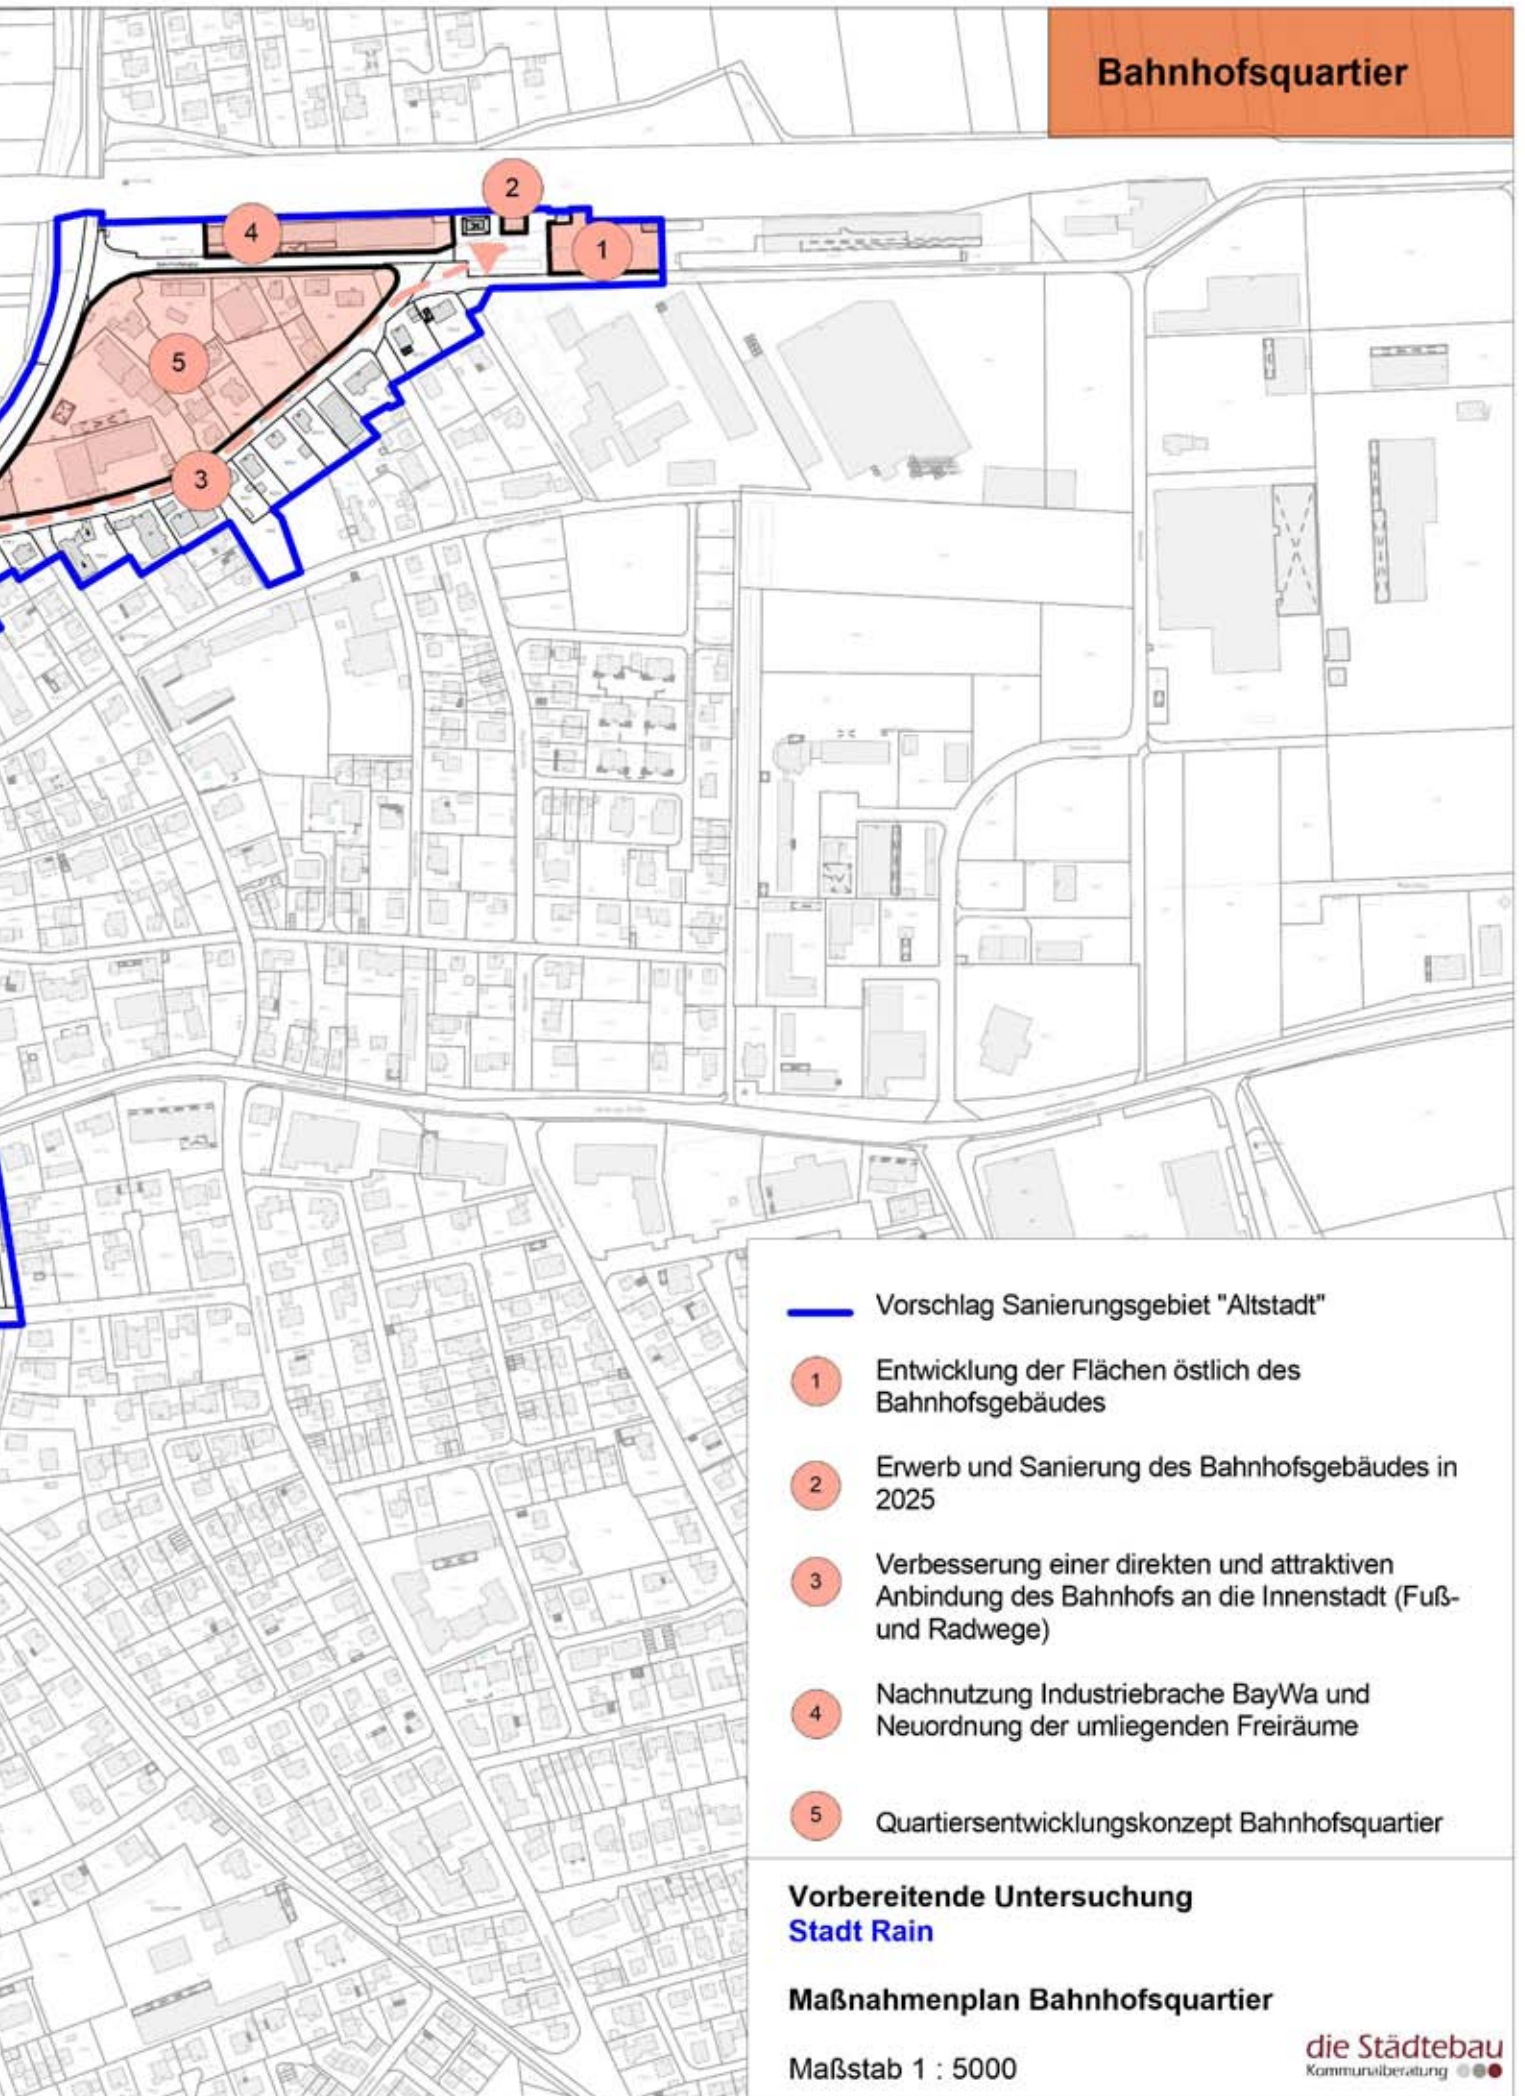 Bahnhofsquartier
2
4
1
5
3
Vorschlag Sanierungsgebiet "Altstadt"
1
Entwicklung der Flächen östlich des
Bahnhofsgebäudes
2
Erwerb und Sanierung des Bahnhofsgebäudes in
2025
3
Verbesserung einer direkten und attraktiven
Anbindung des Bahnhofs an die Innenstadt (Fuß-
und Radwege)
4
Nachnutzung Industriebrache BayWa und
Neuordnung der umliegenden Freiräume
5
Quartiersentwicklungskonzept Bahnhofsquartier
Vorbereitende Untersuchung
Stadt Rain
Maßnahmenplan Bahnhofsquartier
Maßstab 1 : 5000
die Städtebau
Kommunalberatung